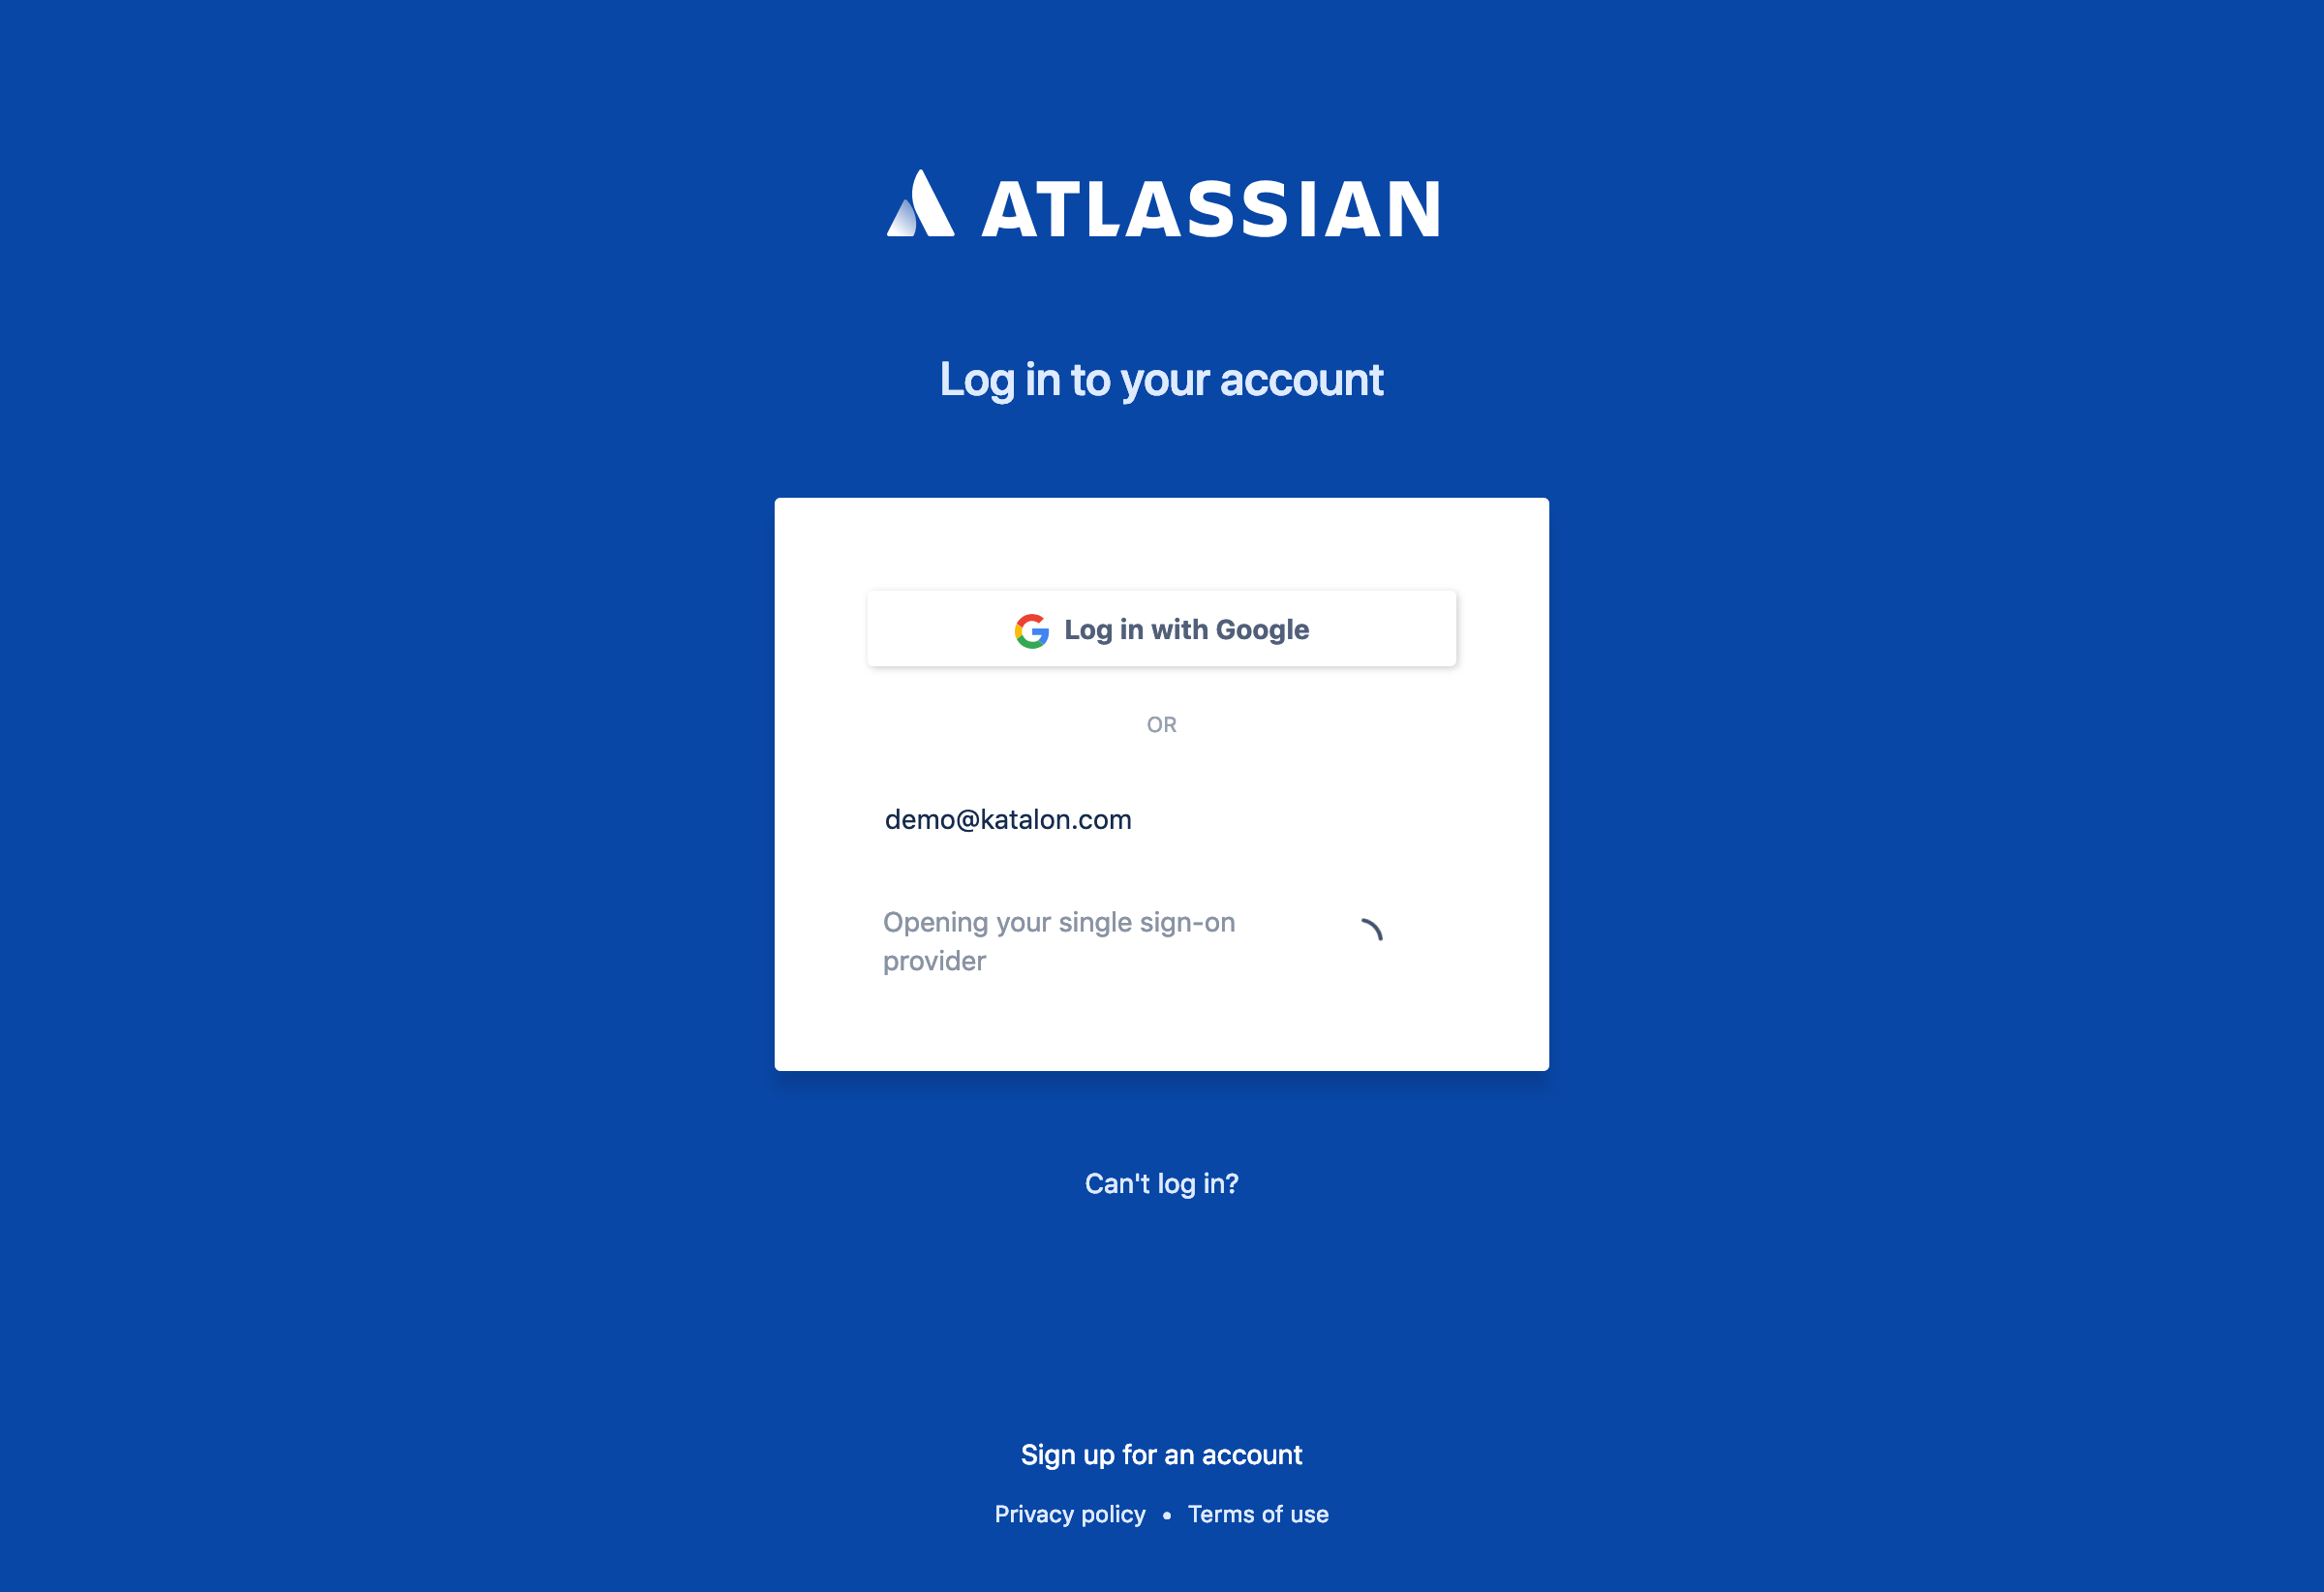 ATLASSIAN
Log in to your account
Log in with Google
OR
demo@katalon.com
Opening your single sign-on
provider
Can't log in?
Sign up for an account
Privacy policy • Terms of use